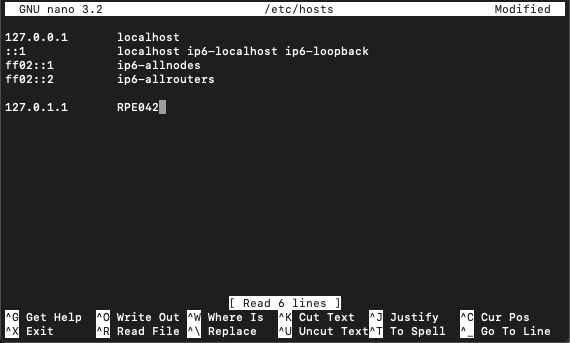 GNU nano 3.2 /etc/hosts Modified
127.0.0.1 localhost
::1 localhost ip6-localhost ip6-loopback
ff02::1 ip6-allnodes
ff02::2 ip6-allrouters
127.0.1.1 RPE042
[ Read 6 lines ]
^G Get Help ^O Write Out ^W Where Is ^K Cut Text ^J Justify ^C Cur Pos
^X Exit ^R Read File ^\ Replace ^U Uncut Text ^T To Spell ^_ Go To Line